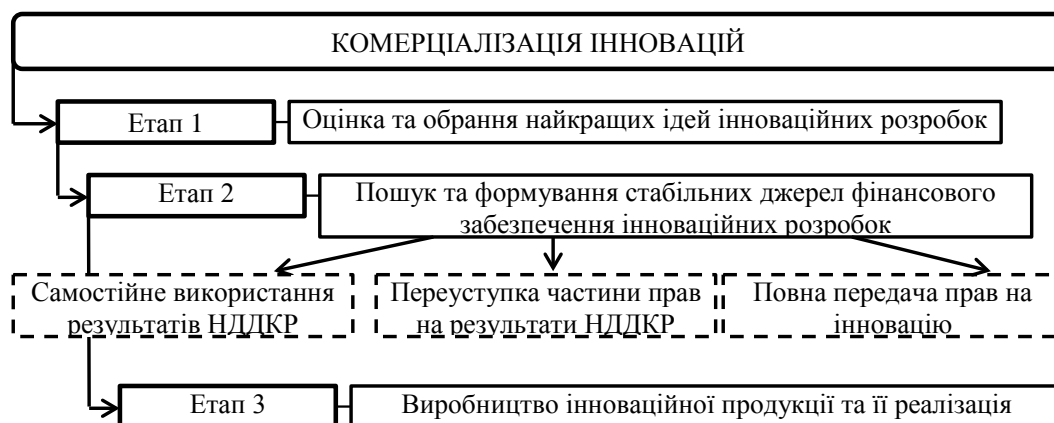 КОМЕРЦІАЛІЗАЦІЯ ІННОВАЦІЙ
Етап 1
Оцінка та обрання найкращих ідей інноваційних розробок
Етап 2
Пошук та формування стабільних джерел фінансового
забезпечення інноваційних розробок
Самостійне використання
результатів НДДКР
Переуступка частини прав
на результати НДДКР
Повна передача прав на
інновацію
Етап 3
Виробництво інноваційної продукції та її реалізація